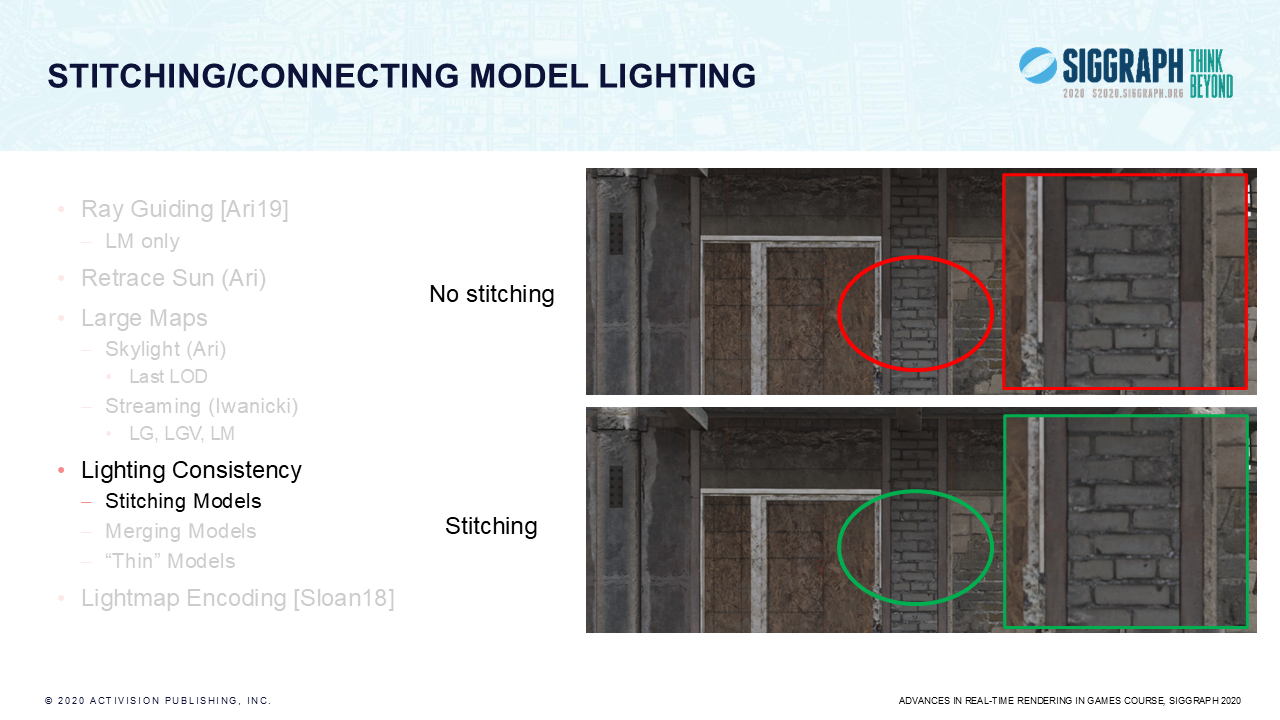 STITCHING/CONNECTING MODEL LIGHTING
SIGGRAPH
THINK
BEYOND
2020 S2020.SIGGRAPH.ORG
• Ray Guiding [Ari19]
– LM only
• Retrace Sun (Ari)
• Large Maps
– Skylight (Ari)
• Last LOD
– Streaming (Iwanicki)
• LG, LGV, LM
• Lighting Consistency
– Stitching Models
– Merging Models
– “Thin” Models
• Lightmap Encoding [Sloan18]
No stitching
Stitching
© 2020 ACTIVISION PUBLISHING, INC.
ADVANCES IN REAL-TIME RENDERING IN GAMES COURSE, SIGGRAPH 2020